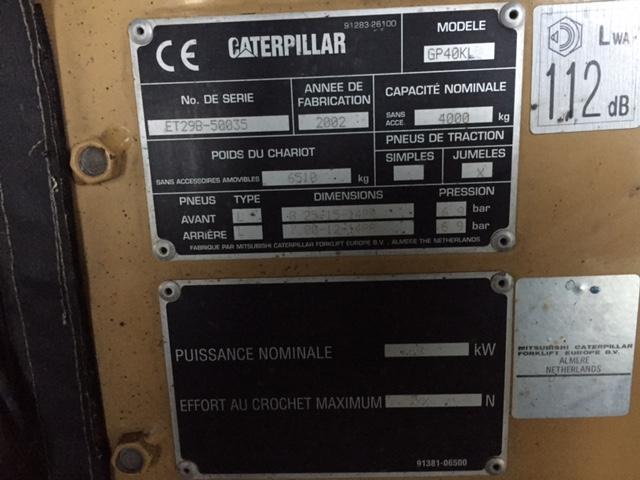 91283-26100
CE CATERPILLAR
MODELE
GP40KL
No. DE SERIE
ET29B-50035
ANNEE DE FABRICATION
2002
CAPACITÉ NOMINALE
SANS ACCE. 4000 kg
PNEUS DE TRACTION
SIMPLES JUMELES
X
POIDS DU CHARIOT
SANS ACCESSOIRES AMOVIBLES 6510 kg
PNEUS TYPE DIMENSIONS PRESSION
AVANT L bar
ARRIÈRE bar
FABRIQUE PAR MITSUBISHI CATERPILLAR FORKLIFT EUROPE B.V., ALMERE THE NETHERLANDS
LWA
112 dB
PUISSANCE NOMINALE kW
EFFORT AU CROCHET MAXIMUM N
91381-06500
MITSUBISHI CATERPILLAR
FORKLIFT EUROPE B.V.
ALMERE
NETHERLANDS